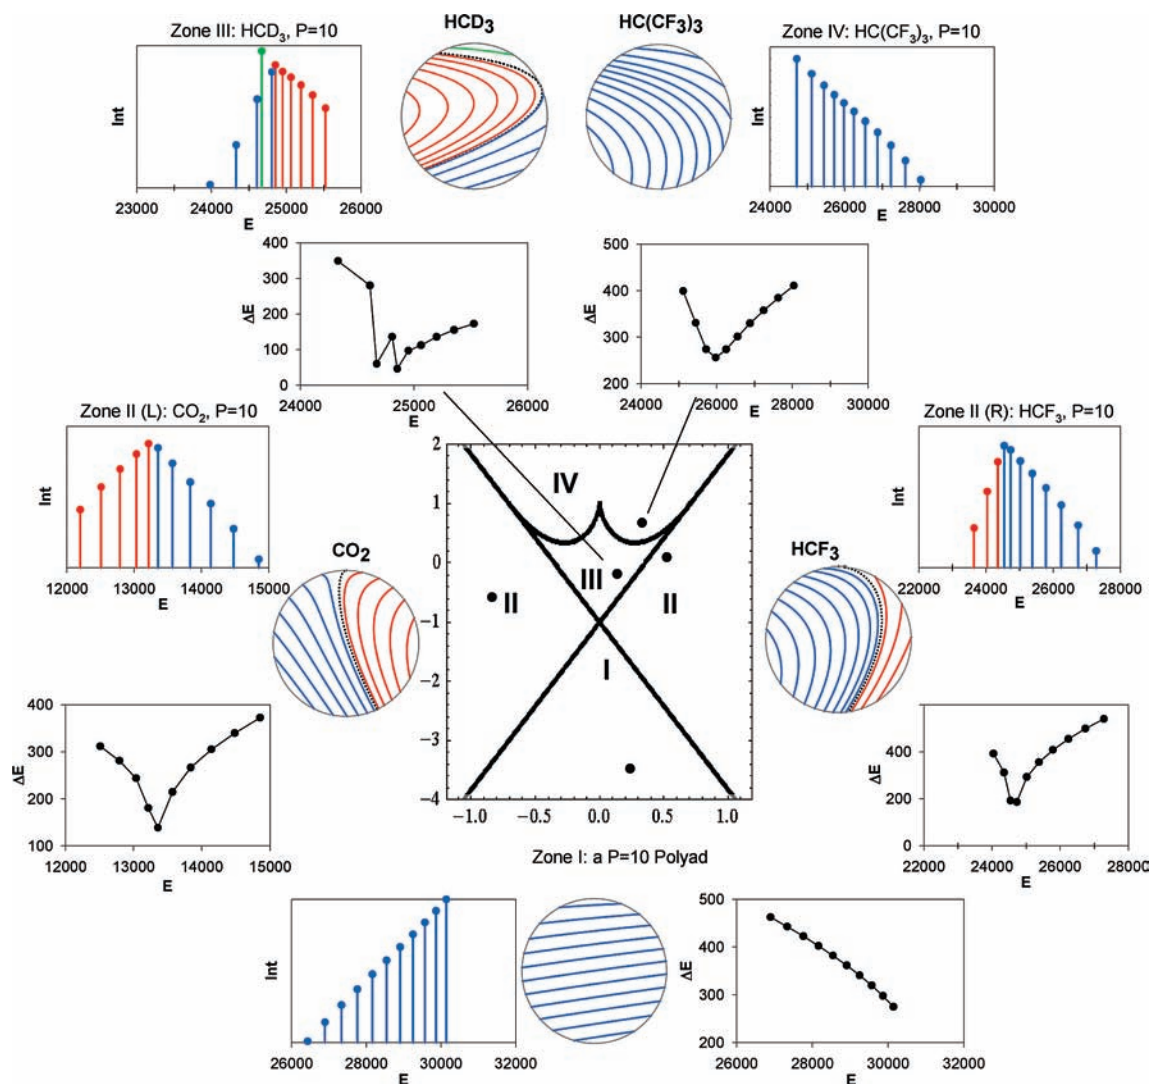 Zone III: HCD3, P=10
HCD3
HC(CF3)3
Zone IV: HC(CF3)3, P=10
Int
23000 24000 25000 26000
E
Int
24000 26000 28000 30000
E
400
300
200
100
0
ΔE
24000 25000 26000
E
500
400
300
200
ΔE
24000 26000 28000 30000
E
Zone II (L): CO2, P=10
Int
12000 13000 14000 15000
E
CO2
Zone II (R): HCF3, P=10
Int
22000 24000 26000 28000
E
HCF3
2
1
0
−1
−2
−3
−4
IV
III
II
II
I
−1.0 −0.5 0.0 0.5 1.0
400
300
200
100
ΔE
12000 13000 14000 15000
E
400
200
0
ΔE
22000 24000 26000 28000
E
Zone I: a P=10 Polyad
Int
26000 28000 30000 32000
E
500
400
300
200
ΔE
26000 28000 30000 32000
E